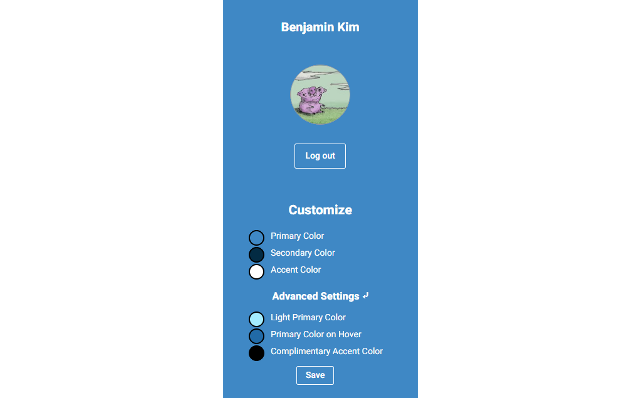 Benjamin Kim
Log out
Customize
Primary Color
Secondary Color
Accent Color
Advanced Settings ⤶
Light Primary Color
Primary Color on Hover
Complimentary Accent Color
Save